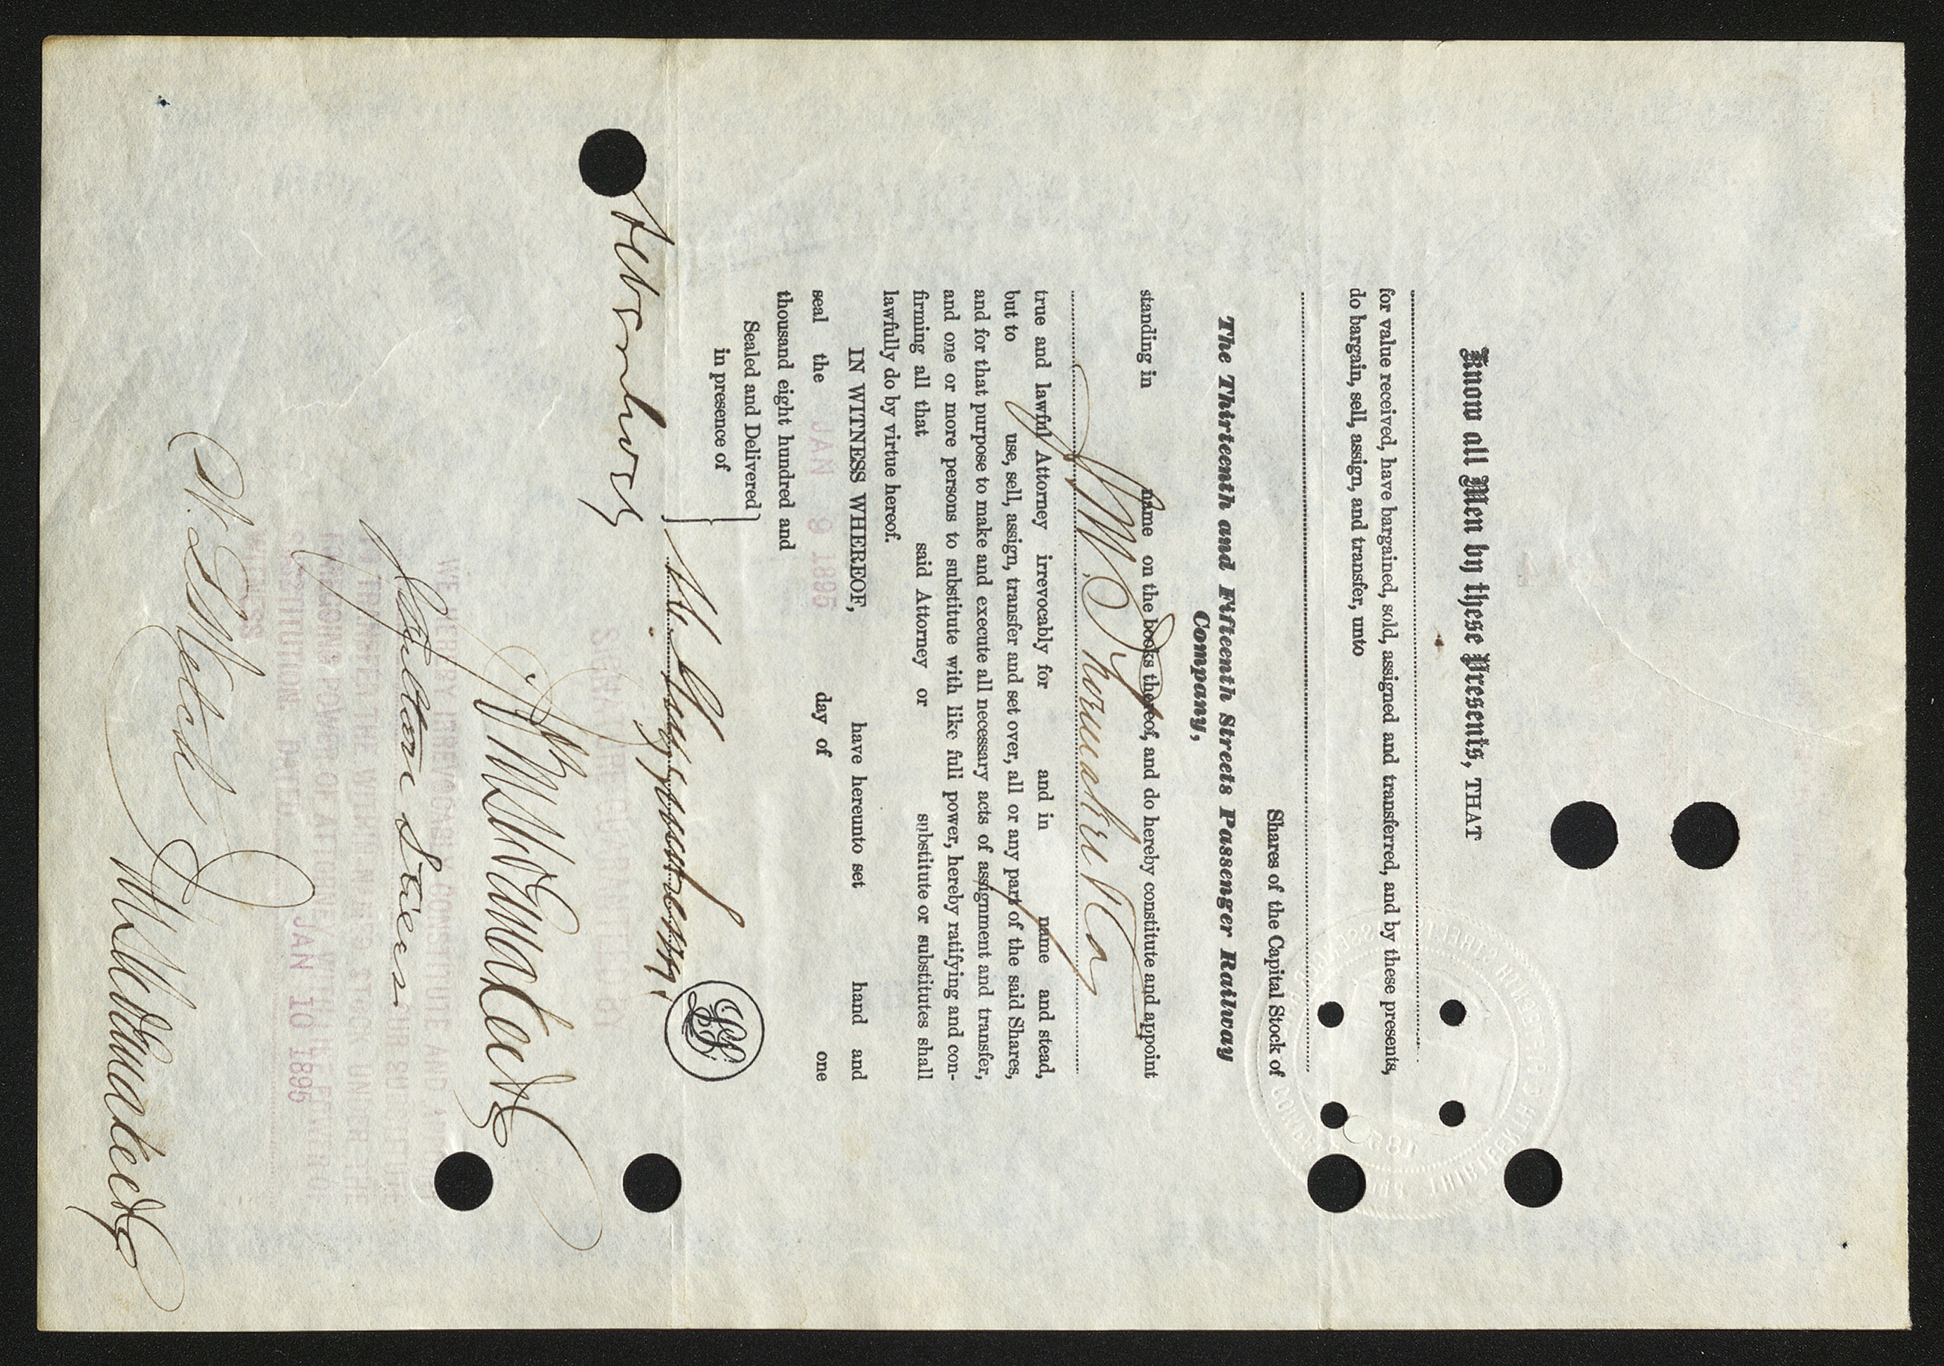 Know all Men by these Presents, THAT
for value received, have bargained, sold, assigned and transferred, and by these presents,
do bargain, sell, assign, and transfer, unto
Shares of the Capital Stock of
The Thirteenth and Fifteenth Streets Passenger Railway
Company,
standing in name on the books thereof, and do hereby constitute and appoint
true and lawful Attorney irrevocably for and in name and stead,
but to use, sell, assign, transfer and set over, all or any part of the said Shares,
and for that purpose to make and execute all necessary acts of assignment and transfer,
and one or more persons to substitute with like full power, hereby ratifying and con-
firming all that said Attorney or substitute or substitutes shall
lawfully do by virtue hereof.
IN WITNESS WHEREOF, have hereunto set hand and
seal the JAN 9 1895 day of one
thousand eight hundred and
Sealed and Delivered
in presence of
SIGNATURE GUARANTEED BY
WE HEREBY IRREVOCABLY CONSTITUTE AND
Stiers
OUR SUBSTITUTE
TO TRANSFER THE WITHIN NAMED STOCK UNDER THE
FOREGOING POWER OF ATTORNEY WITH LIKE POWER OF
SUBSTITUTION. DATED JAN 10 1895
WITNESS
W. Welch